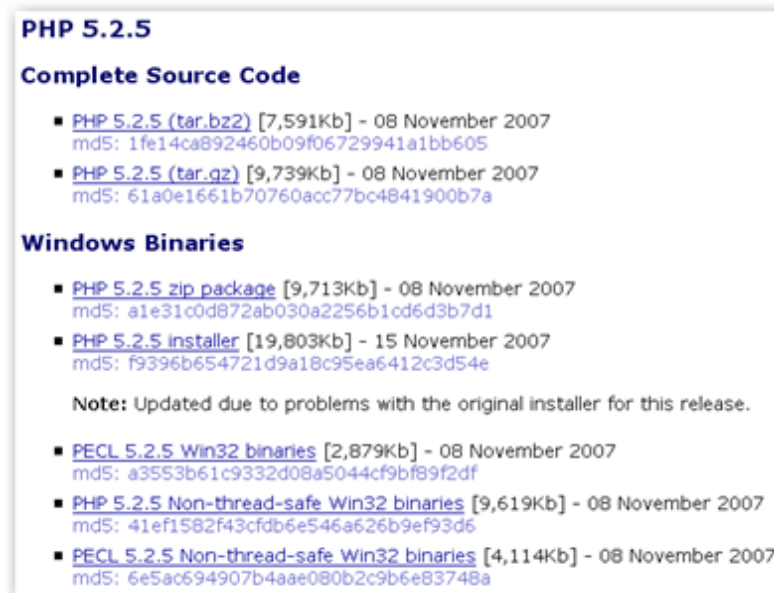 PHP 5.2.5
Complete Source Code
PHP 5.2.5 (tar.bz2) [7,591Kb] - 08 November 2007
md5: 1fe14ca892460b09f06729941a1bb605
PHP 5.2.5 (tar.gz) [9,739Kb] - 08 November 2007
md5: 61a0e1661b70760acc77bc4841900b7a
Windows Binaries
PHP 5.2.5 zip package [9,713Kb] - 08 November 2007
md5: a1e31c0d872ab030a2256b1cd6d3b7d1
PHP 5.2.5 installer [19,803Kb] - 15 November 2007
md5: f9396b654721d9a18c95ea6412c3d54e
Note: Updated due to problems with the original installer for this release.
PECL 5.2.5 Win32 binaries [2,879Kb] - 08 November 2007
md5: a3553b61c9332d08a5044cf9bf89f2df
PHP 5.2.5 Non-thread-safe Win32 binaries [9,619Kb] - 08 November 2007
md5: 41ef1582f43cfdb6e546a626b9ef93d6
PECL 5.2.5 Non-thread-safe Win32 binaries [4,114Kb] - 08 November 2007
md5: 6e5ac694907b4aae080b2c9b6e83748a